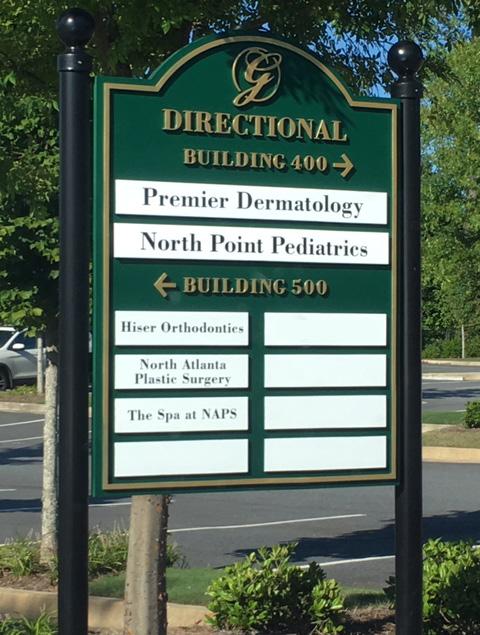 G
DIRECTIONAL
BUILDING 400 →
Premier Dermatology
North Point Pediatrics
← BUILDING 500
Hiser Orthodontics
North Atlanta
Plastic Surgery
The Spa at NAPS